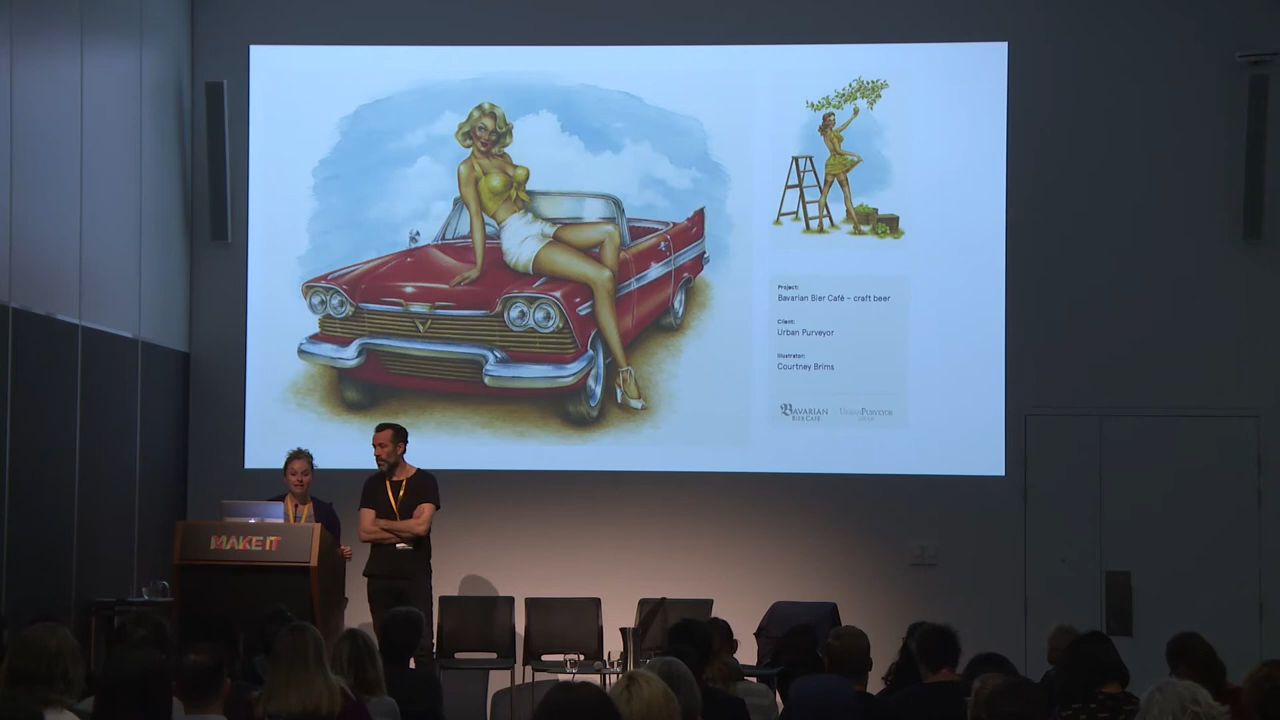 Project:
Bavarian Bier Café – craft beer
Client:
Urban Purveyor
Illustrator:
Courtney Brims
BAVARIAN
BIER CAFÉ
URBAN PURVEYOR
MAKE IT